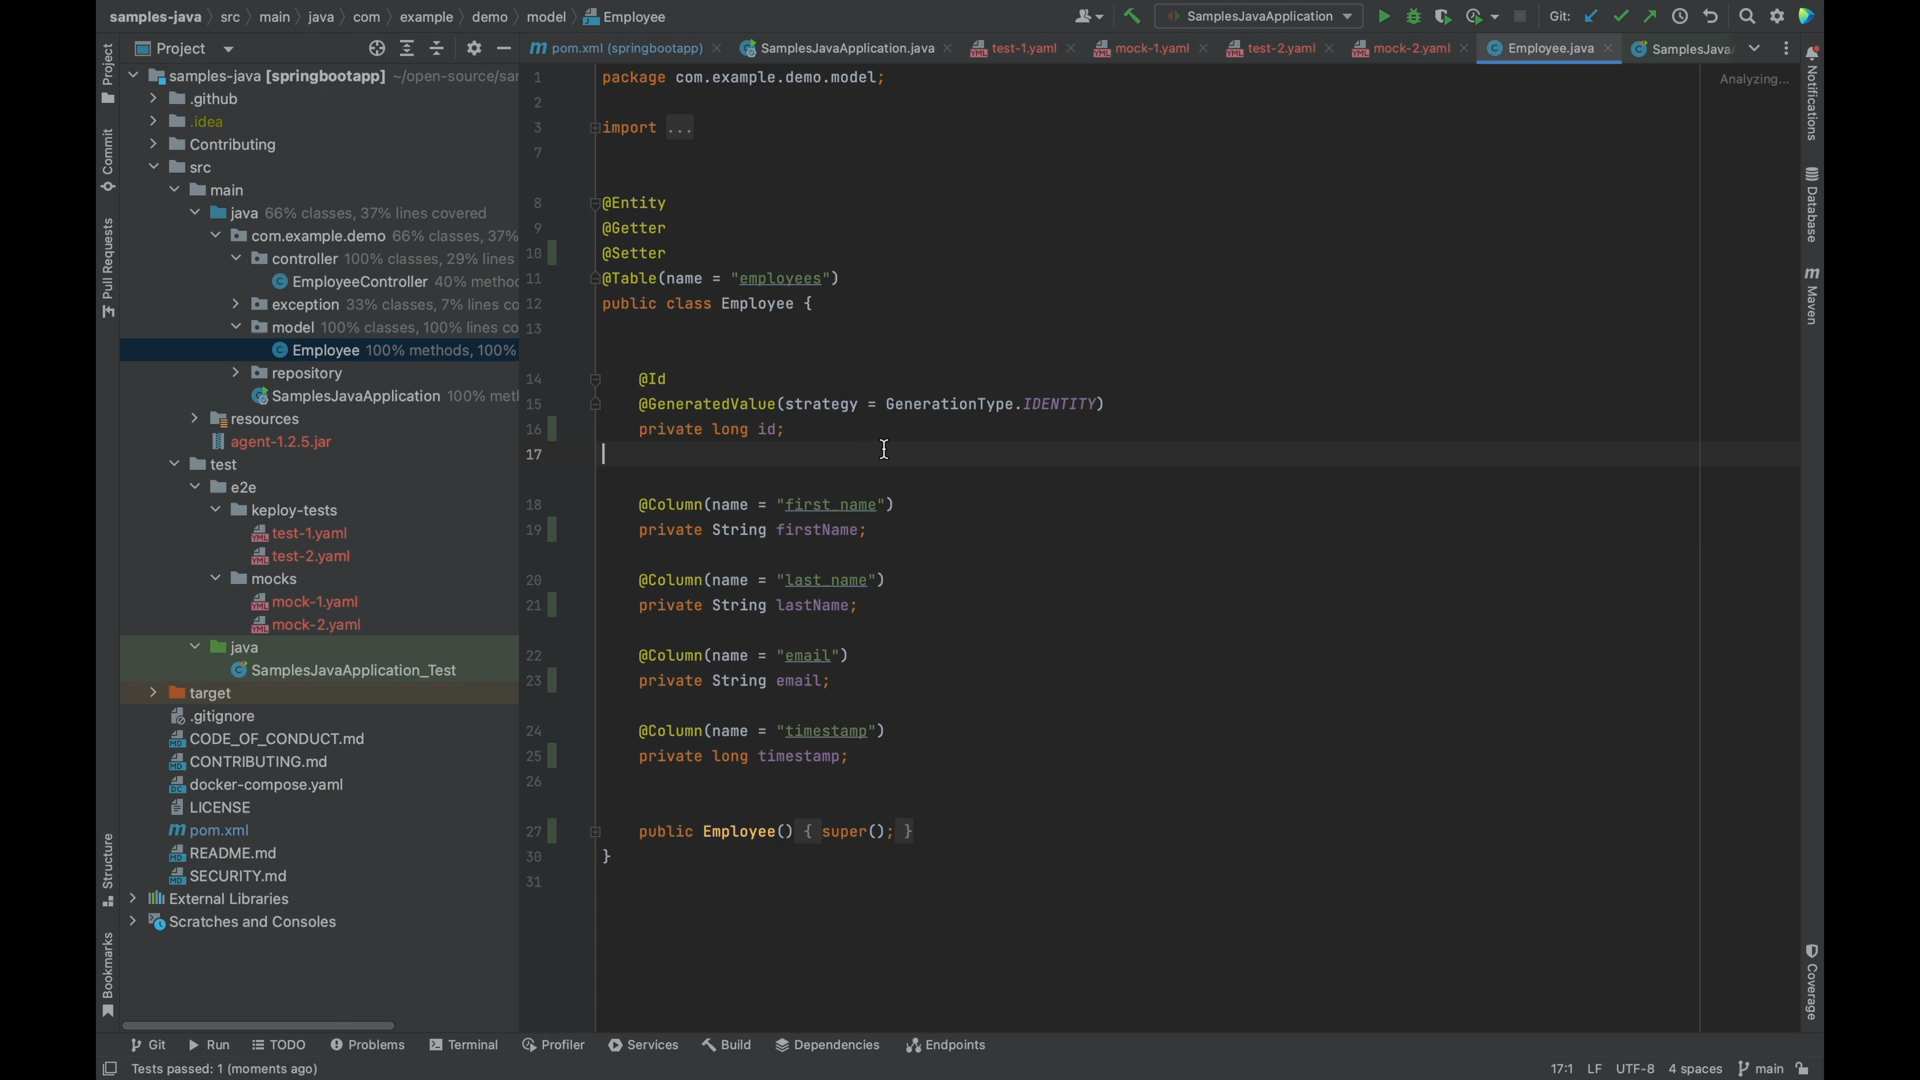 samples-java src main java com example demo model Employee
SamplesJavaApplication
Git:
Project
pom.xml (springbootapp)
SamplesJavaApplication.java
test-1.yaml
mock-1.yaml
test-2.yaml
mock-2.yaml
Employee.java
SamplesJava
Project
Commit
Pull Requests
Structure
Bookmarks
samples-java [springbootapp] ~/open-source/sa
.github
.idea
Contributing
src
main
java 66% classes, 37% lines covered
com.example.demo 66% classes, 37%
controller 100% classes, 29% lines
EmployeeController 40% metho
exception 33% classes, 7% lines co
model 100% classes, 100% lines co
Employee 100% methods, 100%
repository
SamplesJavaApplication 100% met
resources
agent-1.2.5.jar
test
e2e
keploy-tests
test-1.yaml
test-2.yaml
mocks
mock-1.yaml
mock-2.yaml
java
SamplesJavaApplication_Test
target
.gitignore
CODE_OF_CONDUCT.md
CONTRIBUTING.md
docker-compose.yaml
LICENSE
pom.xml
README.md
SECURITY.md
External Libraries
Scratches and Consoles
1 package com.example.demo.model;
2
3 import ...
7
8 @Entity
9 @Getter
10 @Setter
11 @Table(name = "employees")
12 public class Employee {
13
14 @Id
15 @GeneratedValue(strategy = GenerationType.IDENTITY)
16 private long id;
17
18 @Column(name = "first_name")
19 private String firstName;
20 @Column(name = "last_name")
21 private String lastName;
22 @Column(name = "email")
23 private String email;
24 @Column(name = "timestamp")
25 private long timestamp;
26
27 public Employee() { super(); }
30 }
31
Analyzing...
Notifications
Database
m Maven
Coverage
Git Run TODO Problems Terminal Profiler Services Build Dependencies Endpoints
Tests passed: 1 (moments ago)
17:1 LF UTF-8 4 spaces main